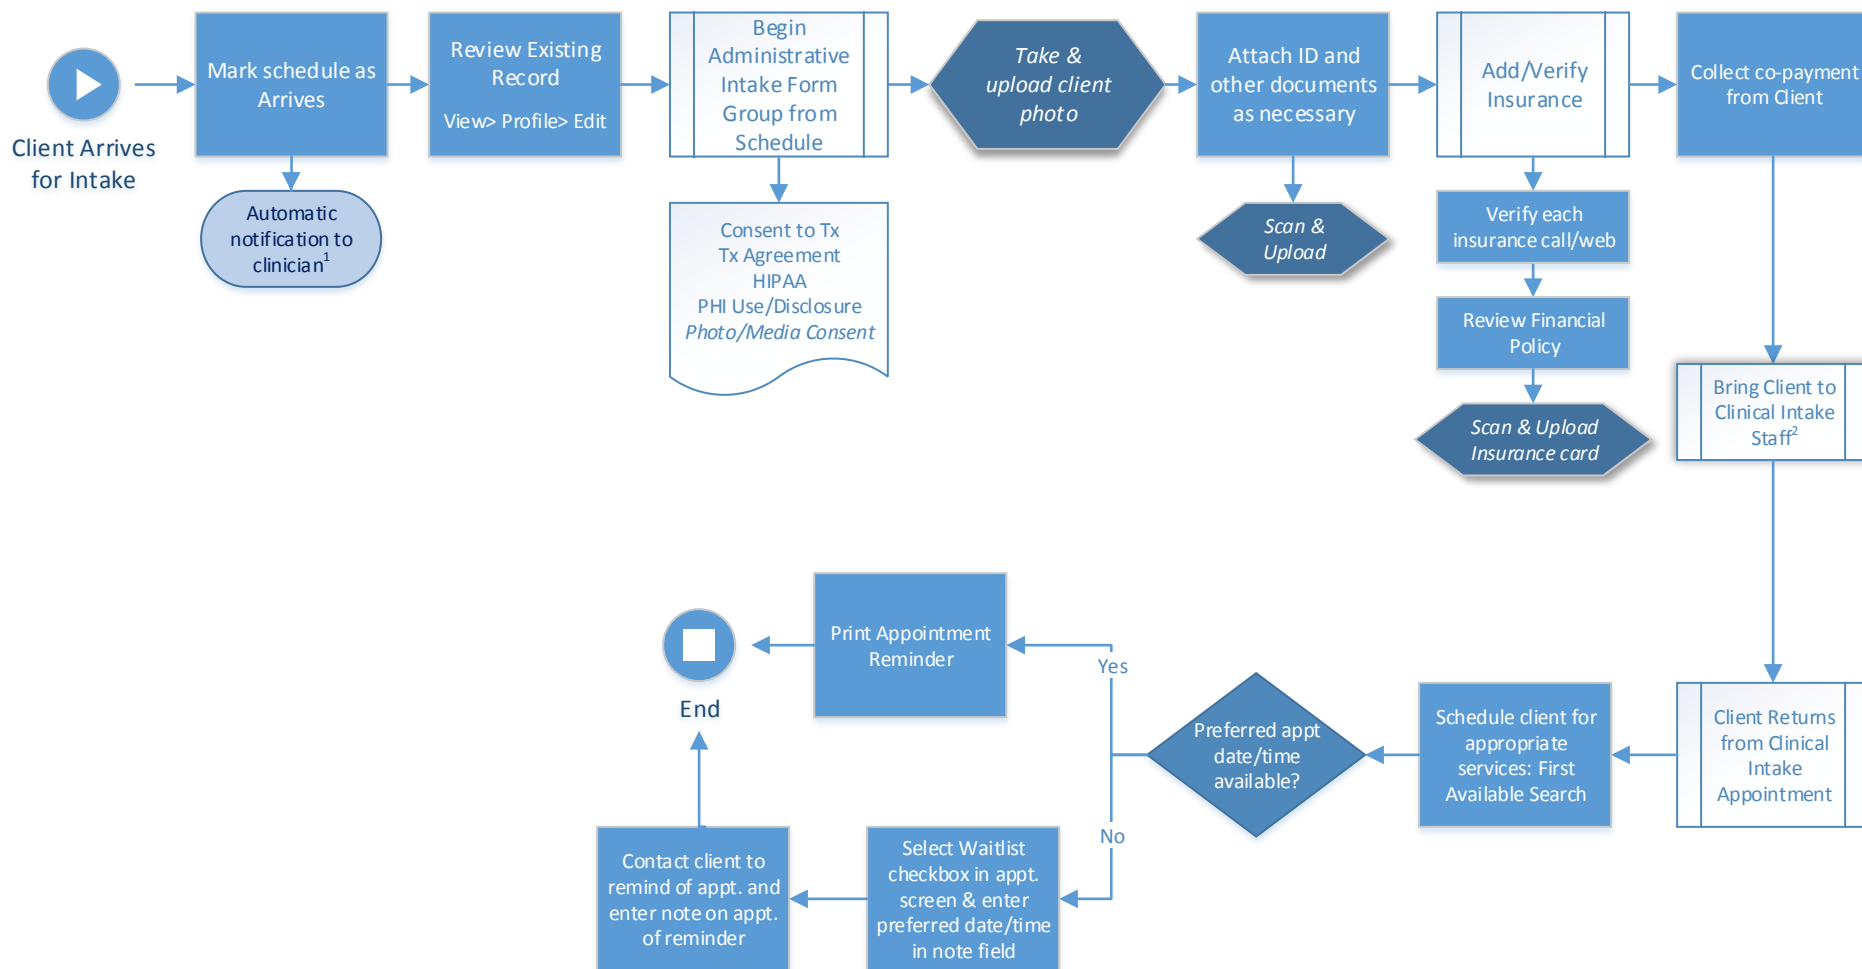 Client Arrives
for Intake
Mark schedule as
Arrives
Automatic
notification to
clinician1
Review Existing
Record
View> Profile> Edit
Begin
Administrative
Intake Form
Group from
Schedule
Consent to Tx
Tx Agreement
HIPAA
PHI Use/Disclosure
Photo/Media Consent
Take &
upload client
photo
Attach ID and
other documents
as necessary
Scan &
Upload
Add/Verify
Insurance
Verify each
insurance call/web
Review Financial
Policy
Scan & Upload
Insurance card
Collect co-payment
from Client
Bring Client to
Clinical Intake
Staff2
Client Returns
from Clinical
Intake
Appointment
Schedule client for
appropriate
services: First
Available Search
Preferred appt
date/time
available?
Yes
Print Appointment
Reminder
No
Select Waitlist
checkbox in appt.
screen & enter
preferred date/time
in note field
Contact client to
remind of appt. and
enter note on appt.
of reminder
End